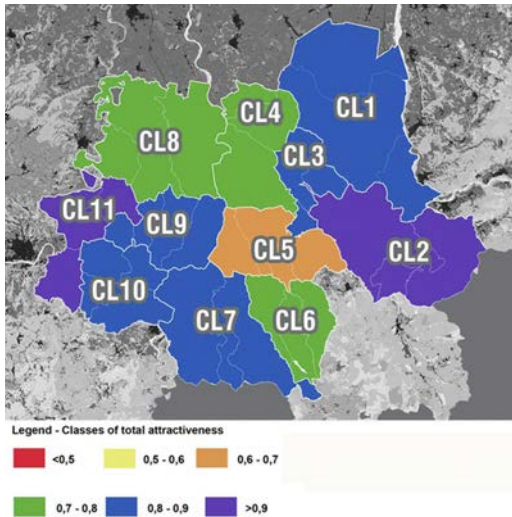 CL1
CL4
CL8
CL3
CL11
CL9
CL5
CL2
CL10
CL7
CL6
Legend - Classes of total attractiveness
<0,5 0,5 - 0,6 0,6 - 0,7
0,7 - 0,8 0,8 - 0,9 >0,9